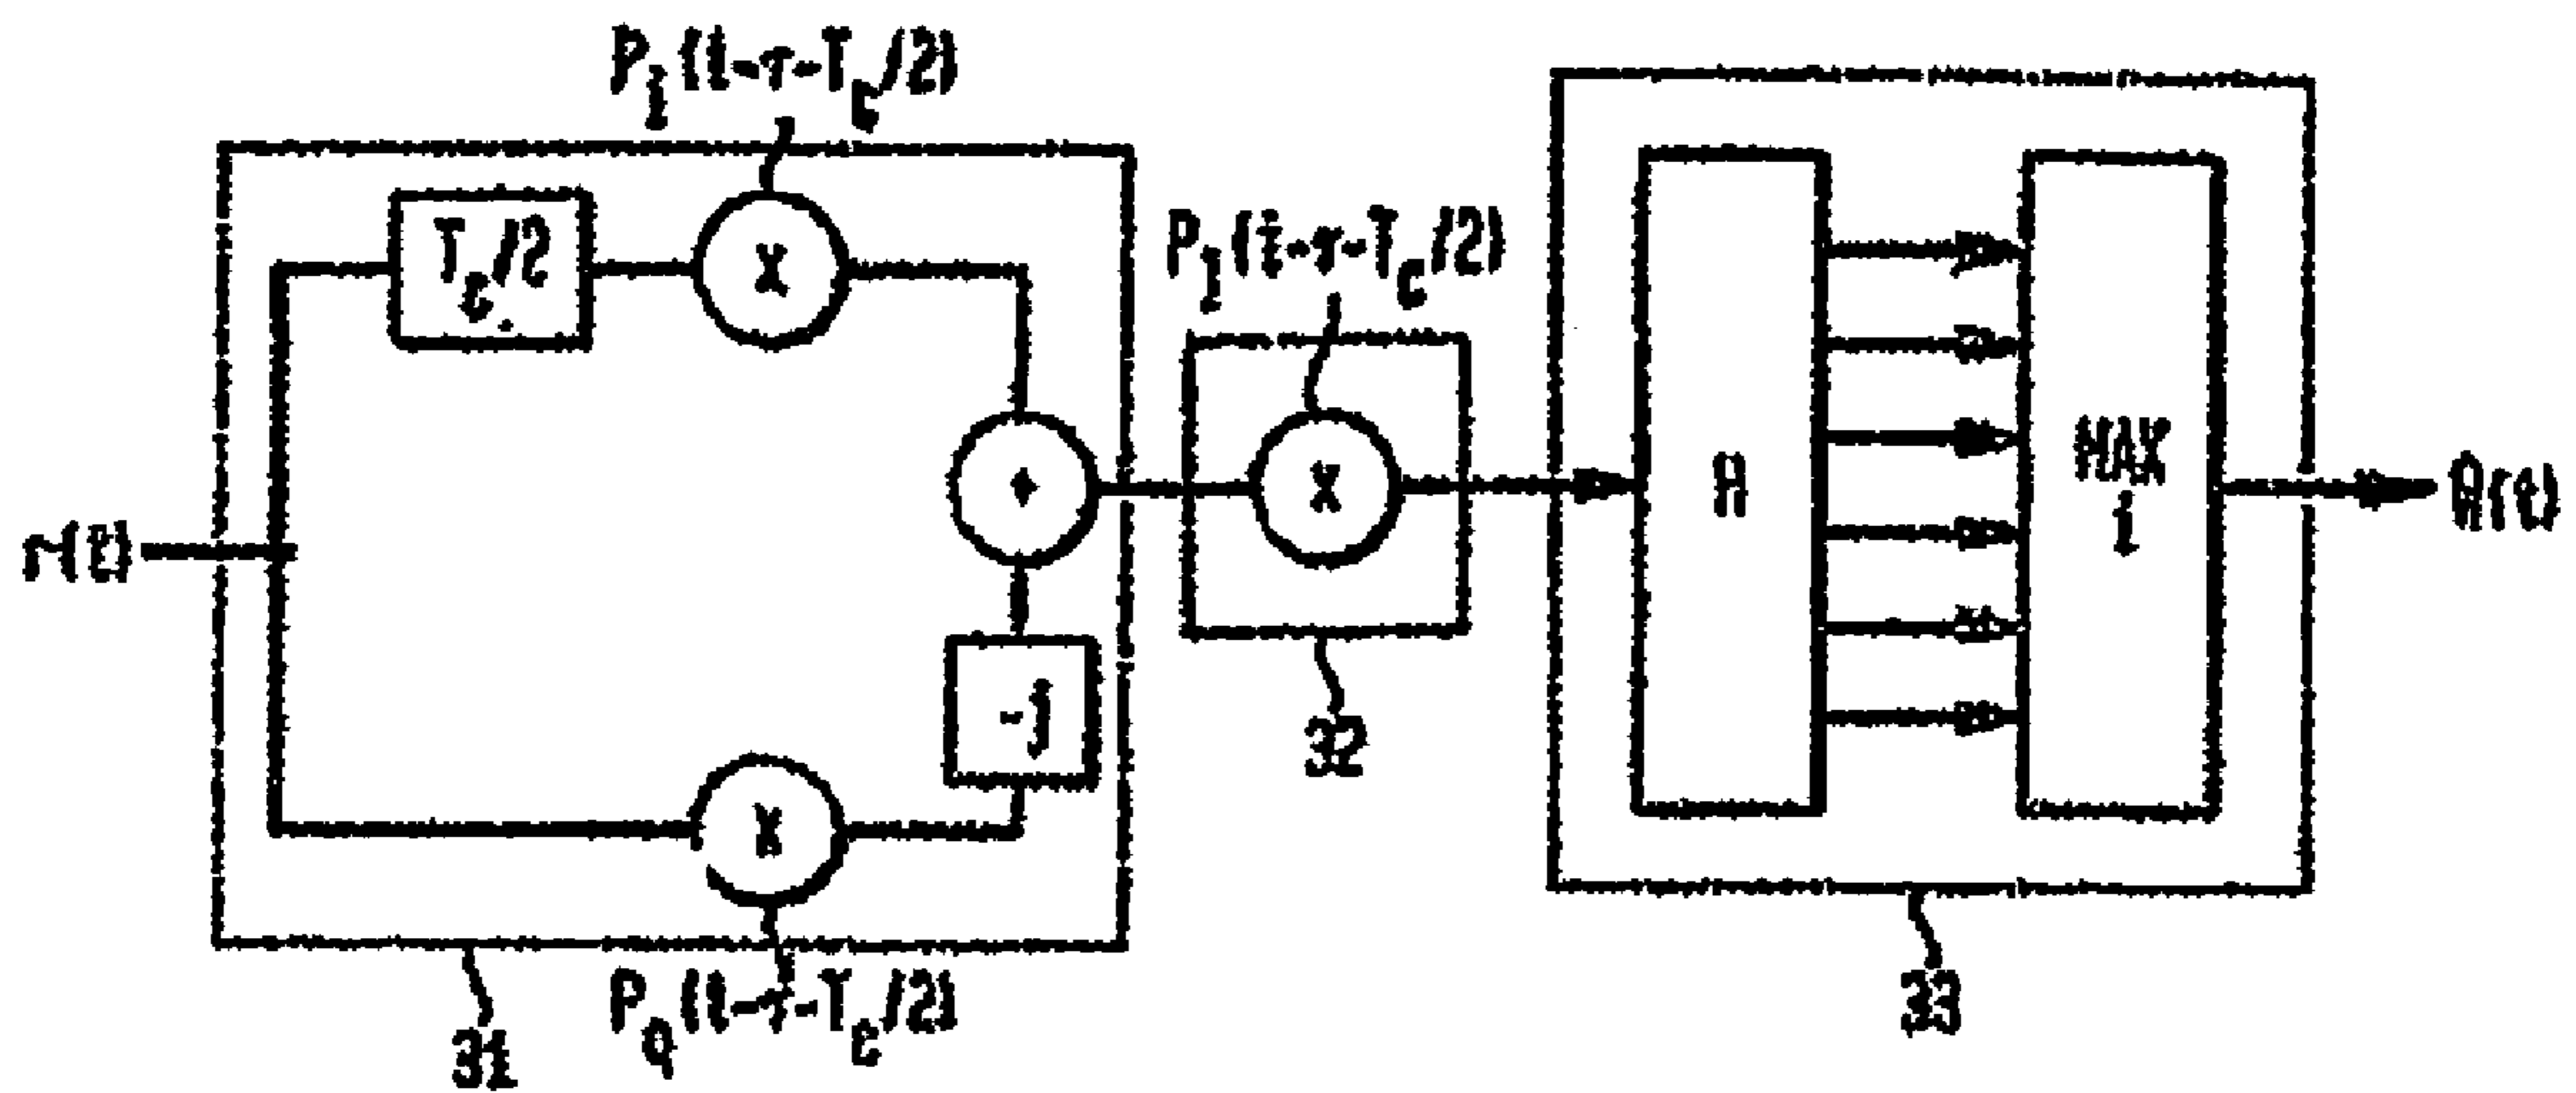 P_I(t-τ-T_c/2)
T_c/2
X
P_I(t-τ-T_c/2)
r(t)
+
X
H
MAX
i
A(t)
-j
X
P_Q(t-τ-T_c/2)
31
32
33